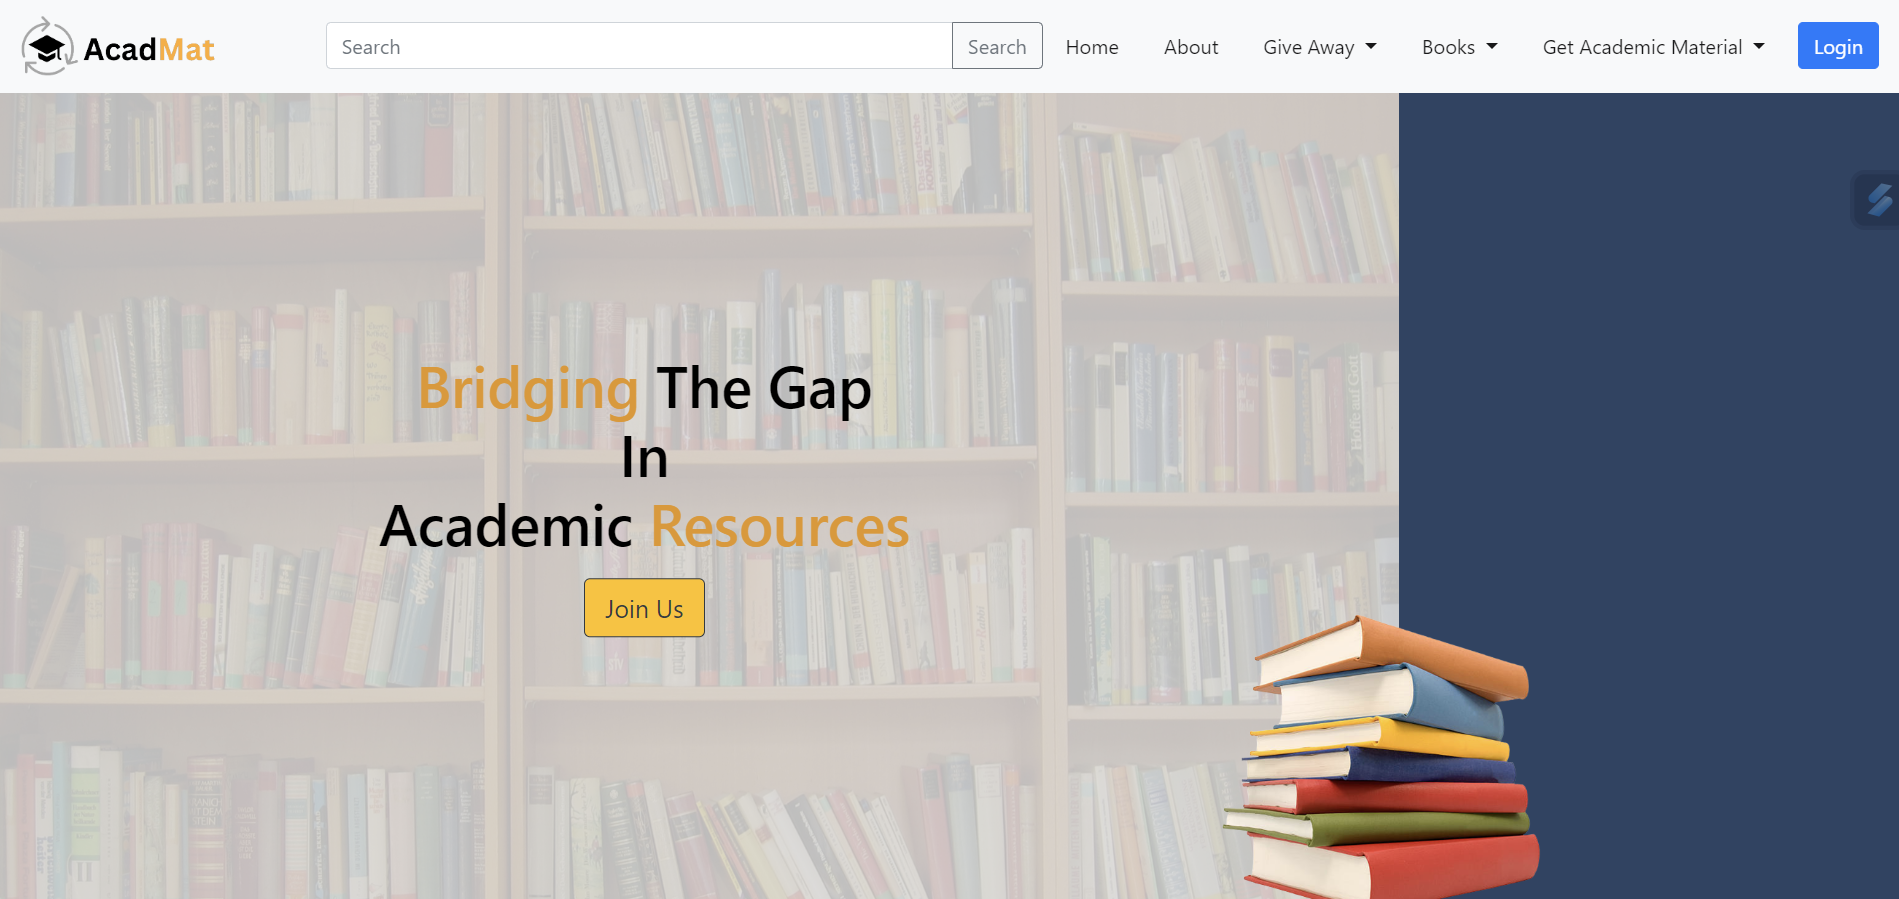 AcadMat
Search
Search
Home
About
Give Away
Books
Get Academic Material
Login
Bridging The Gap
In
Academic Resources
Join Us